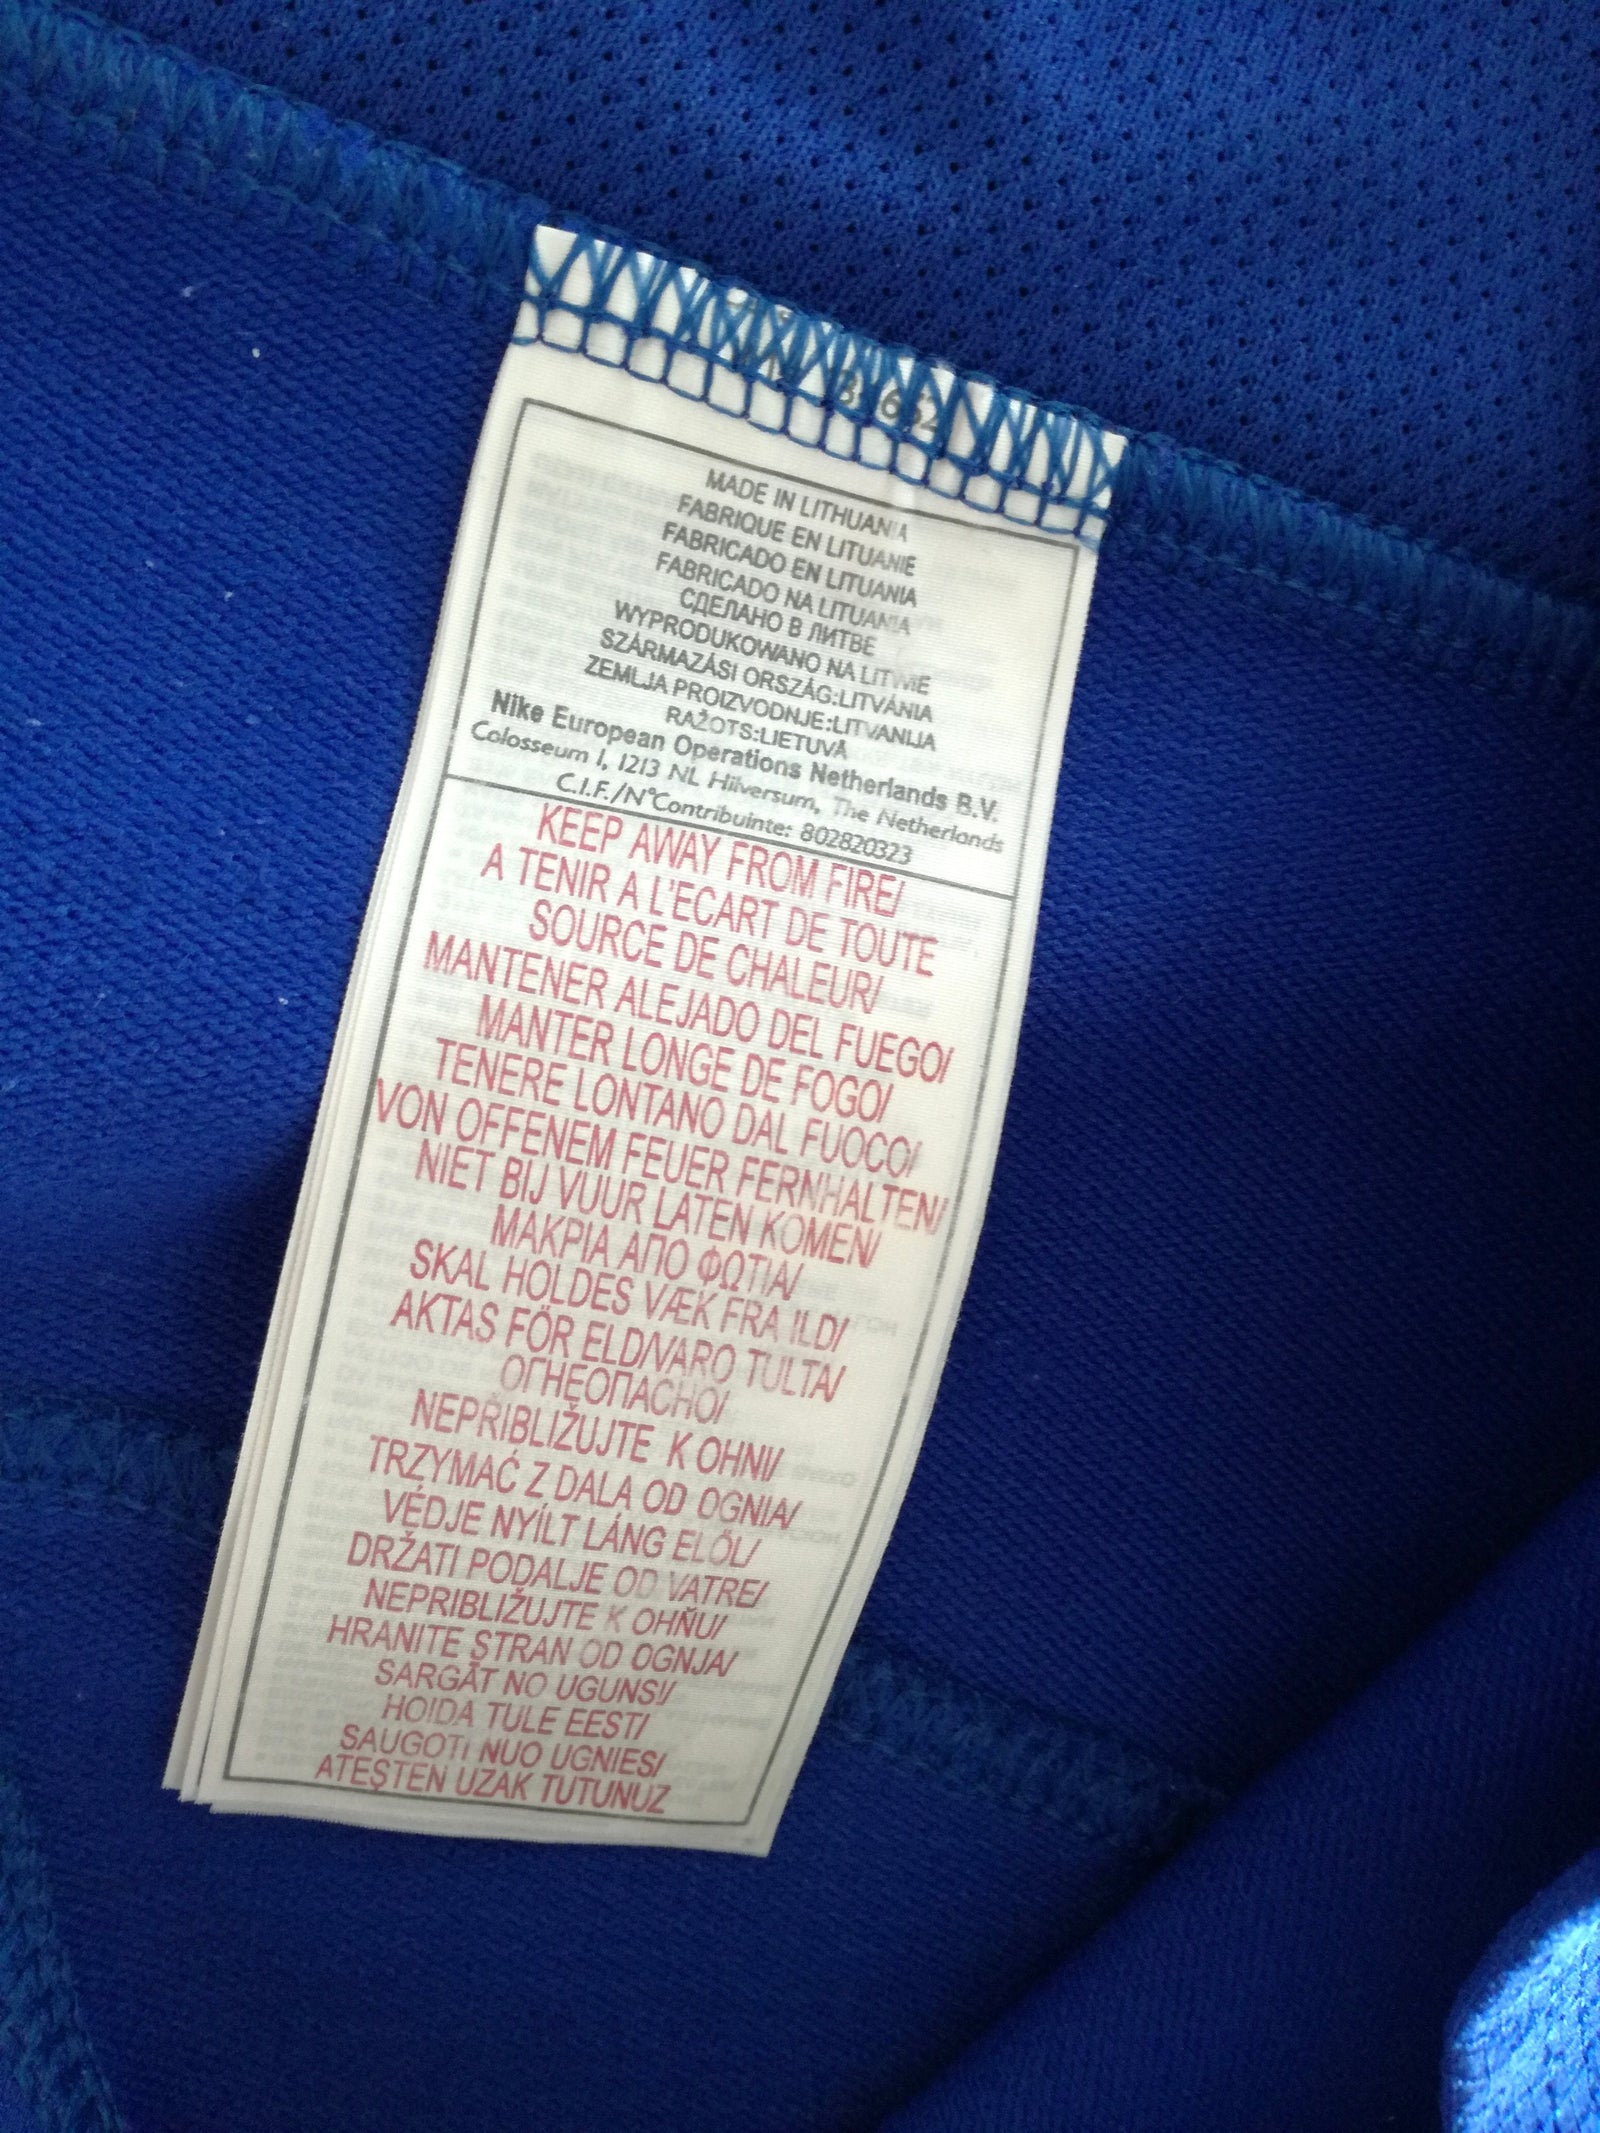 MADE IN LITHUANIA
FABRIQUE EN LITUANIE
FABRICADO EN LITUANIA
FABRICADO NA LITUANIA
СДЕЛАНО В ЛИТВЕ
WYPRODUKOWANO NA LITWIE
SZÁRMAZÁSI ORSZÁG:LITVÁNIA
ZEMLJA PROIZVODNJE:LITVANIJA
RAŽOTS:LIETUVĀ
Nike European Operations Netherlands B.V.
Colosseum 1, 1213 NL Hilversum, The Netherlands
C.I.F./N°Contribuinte: 802820323
KEEP AWAY FROM FIRE/
A TENIR A L'ECART DE TOUTE
SOURCE DE CHALEUR/
MANTENER ALEJADO DEL FUEGO/
MANTER LONGE DE FOGO/
TENERE LONTANO DAL FUOCO/
VON OFFENEM FEUER FERNHALTEN/
NIET BIJ VUUR LATEN KOMEN/
ΜΑΚΡΙΑ ΑΠΟ ΦΩΤΙΑ/
SKAL HOLDES VÆK FRA ILD/
AKTAS FÖR ELD/VARO TULTA/
ОГНЕОПАСНО/
NEPŘIBLIŽUJTE K OHNI/
TRZYMAĆ Z DALA OD OGNIA/
VÉDJE NYÍLT LÁNG ELÖL/
DRŽATI PODALJE OD VATRE/
NEPRIBLIŽUJTE K OHŇU/
HRANITE STRAN OD OGNJA/
SARGĀT NO UGUNS!/
HOIDA TULE EEST/
SAUGOTI NUO UGNIES/
ATEŞTEN UZAK TUTUNUZ